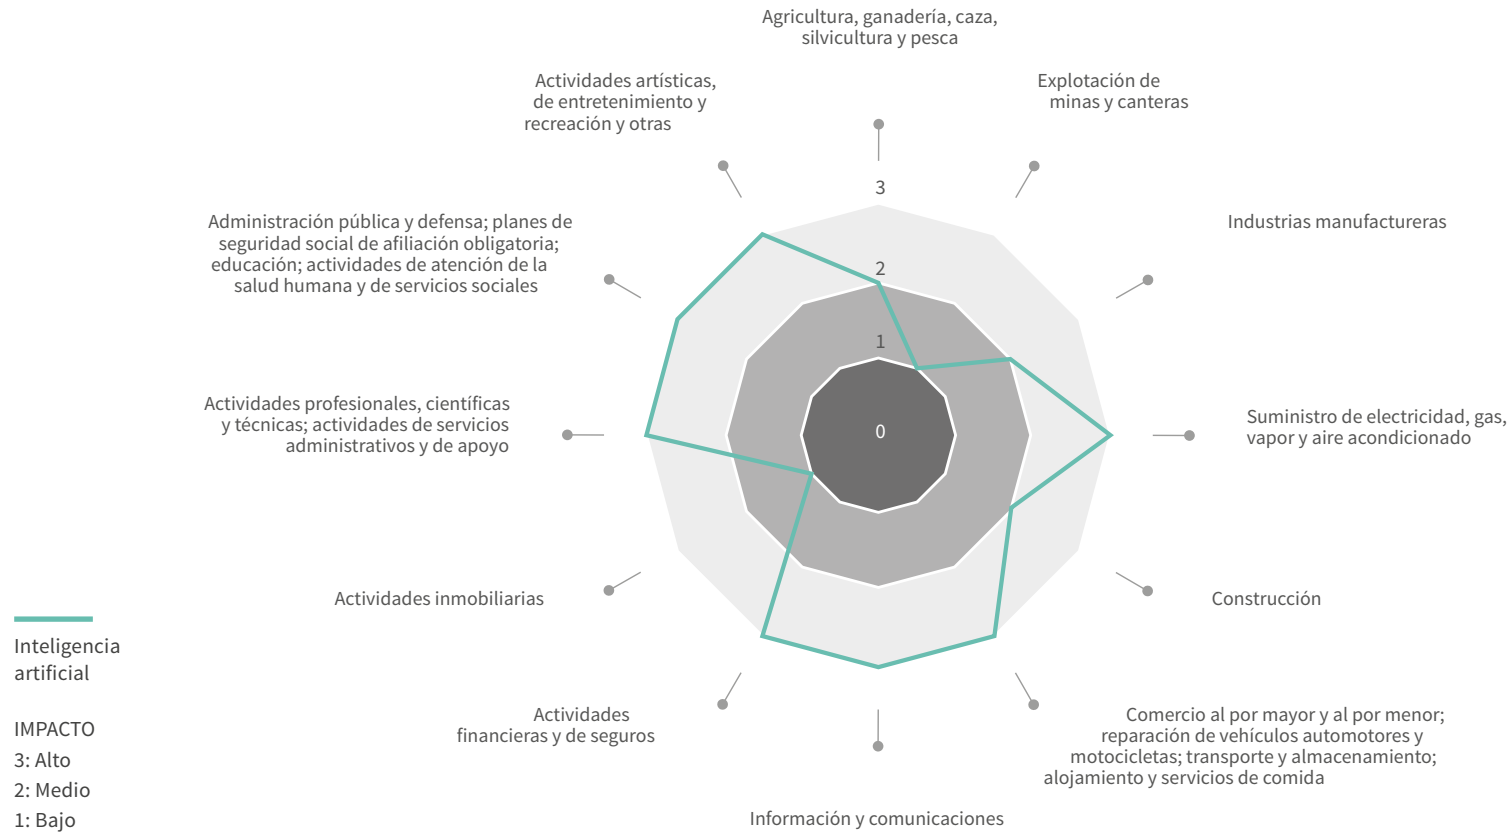 Agricultura, ganadería, caza,
silvicultura y pesca
Explotación de
minas y canteras
Industrias manufactureras
Suministro de electricidad, gas,
vapor y aire acondicionado
Construcción
Comercio al por mayor y al por menor;
reparación de vehículos automotores y
motocicletas; transporte y almacenamiento;
alojamiento y servicios de comida
Información y comunicaciones
Actividades
financieras y de seguros
Actividades inmobiliarias
Actividades profesionales, científicas
y técnicas; actividades de servicios
administrativos y de apoyo
Administración pública y defensa; planes de
seguridad social de afiliación obligatoria;
educación; actividades de atención de la
salud humana y de servicios sociales
Actividades artísticas,
de entretenimiento y
recreación y otras
3
2
1
0
Inteligencia
artificial
IMPACTO
3: Alto
2: Medio
1: Bajo